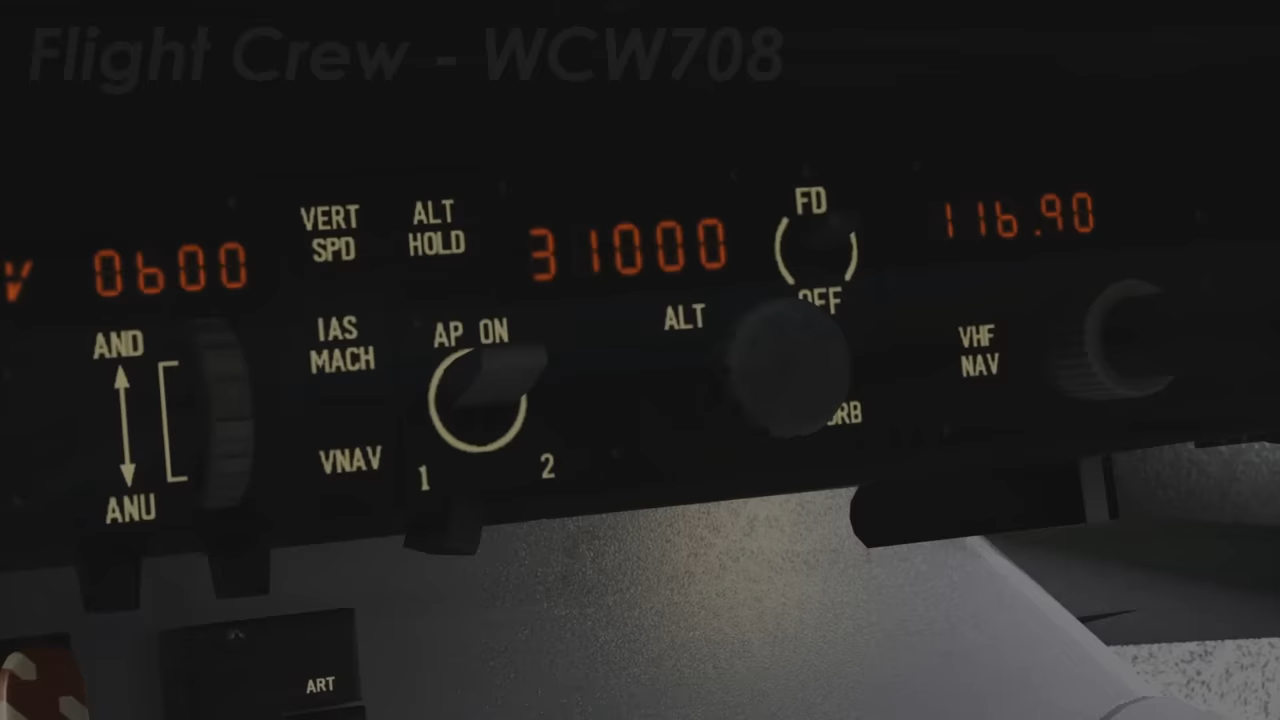 Flight Crew - WCW708
V 0600
VERT
SPD
ALT
HOLD
31000
FD
OFF
116.90
AND
ANU
IAS
MACH
AP ON
ALT
VHF
NAV
VNAV
1
2
ART